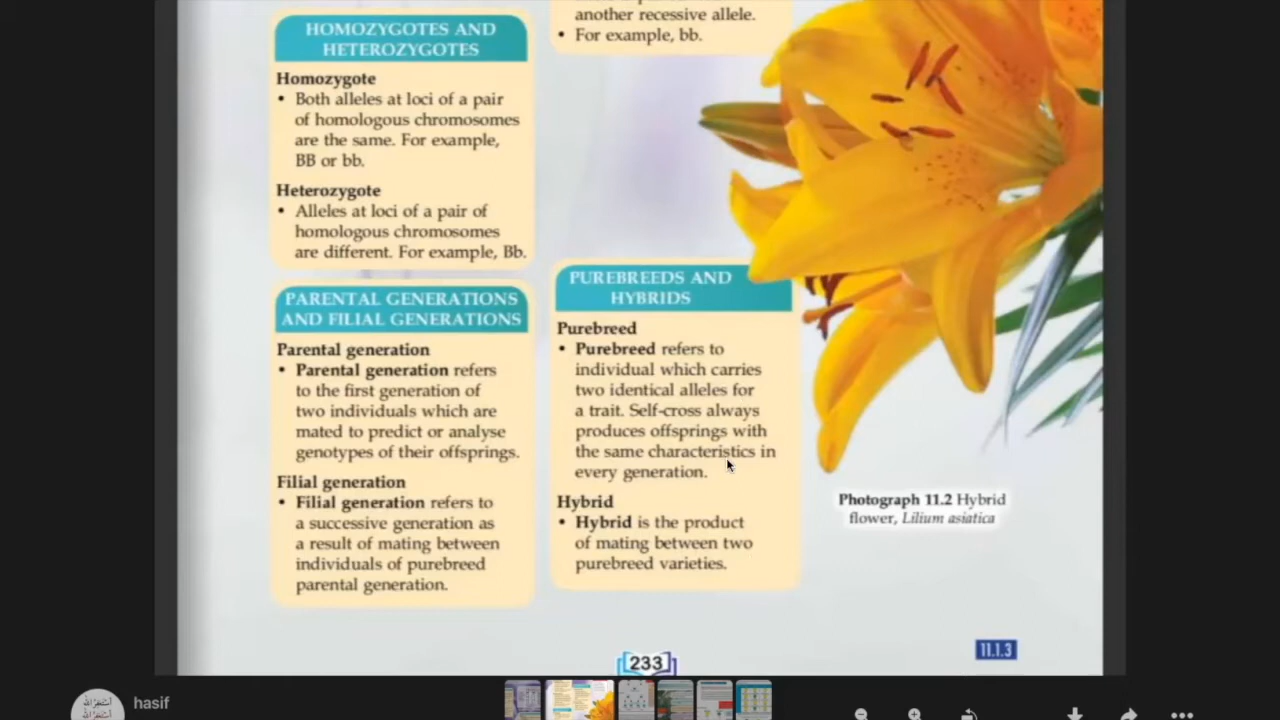 another recessive allele.
• For example, bb.
HOMOZYGOTES AND
HETEROZYGOTES
Homozygote
• Both alleles at loci of a pair
of homologous chromosomes
are the same. For example,
BB or bb.
Heterozygote
• Alleles at loci of a pair of
homologous chromosomes
are different. For example, Bb.
PARENTAL GENERATIONS
AND FILIAL GENERATIONS
Parental generation
• Parental generation refers
to the first generation of
two individuals which are
mated to predict or analyse
genotypes of their offsprings.
Filial generation
• Filial generation refers to
a successive generation as
a result of mating between
individuals of purebreed
parental generation.
PUREBREEDS AND
HYBRIDS
Purebreed
• Purebreed refers to
individual which carries
two identical alleles for
a trait. Self-cross always
produces offsprings with
the same characteristics in
every generation.
Hybrid
• Hybrid is the product
of mating between two
purebreed varieties.
Photograph 11.2 Hybrid
flower, Lilium asiatica
11.1.3
233
hasif